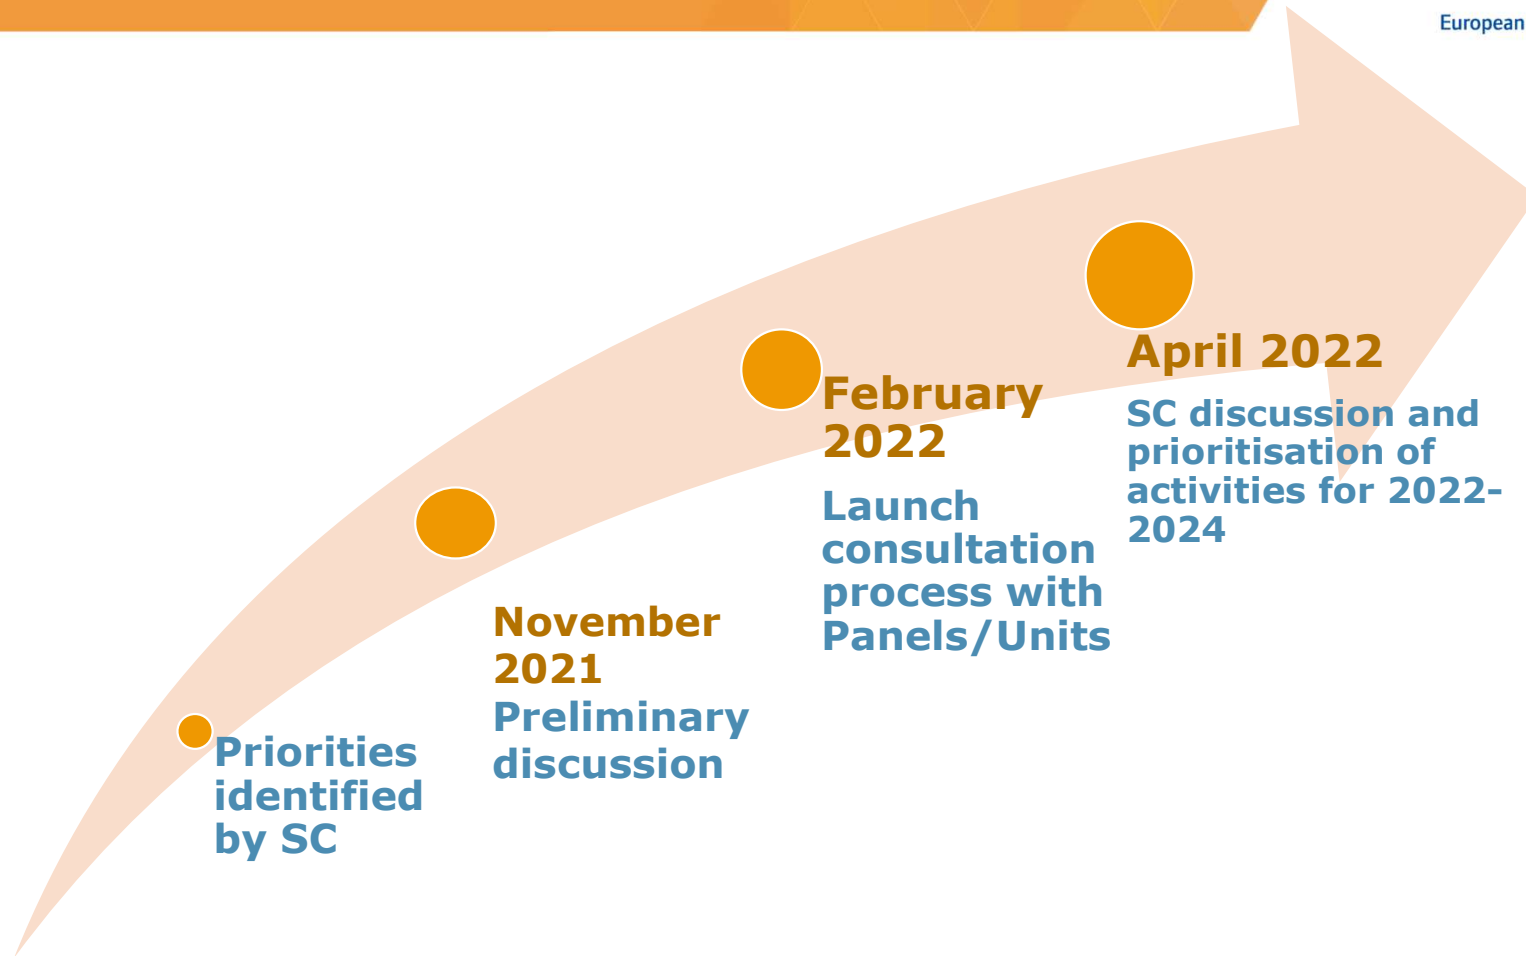 European
Priorities
identified
by SC
November
2021
Preliminary
discussion
February
2022
Launch
consultation
process with
Panels/Units
April 2022
SC discussion and
prioritisation of
activities for 2022-
2024